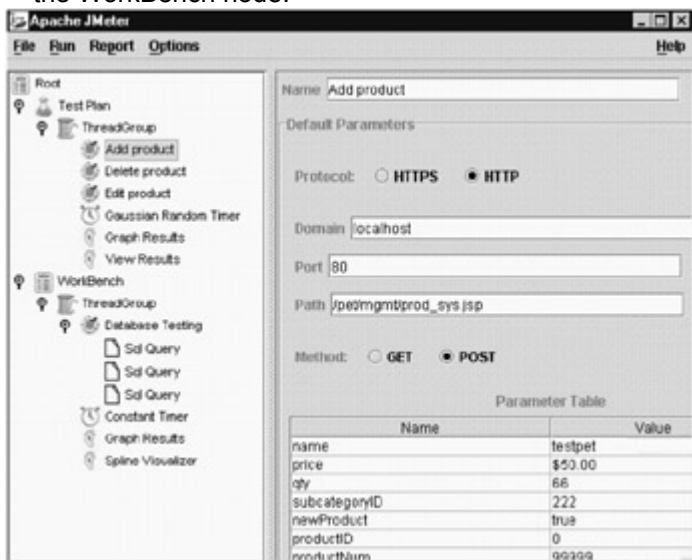 the WorkBench node.
Apache JMeter
File Run Report Options Help
Root
Test Plan
ThreadGroup
Add product
Delete product
Edit product
Gaussian Random Timer
Graph Results
View Results
WorkBench
ThreadGroup
Database Testing
Sql Query
Sql Query
Sql Query
Constant Timer
Graph Results
Spline Visualizer
Name Add product
Default Parameters
Protocol: HTTPS HTTP
Domain localhost
Port 80
Path /pet/mgmt/prod_sys.jsp
Method: GET POST
Parameter Table
Name Value
name testpet
price $50.00
qty 66
subcategoryID 222
newProduct true
productID 0
productNum 99999